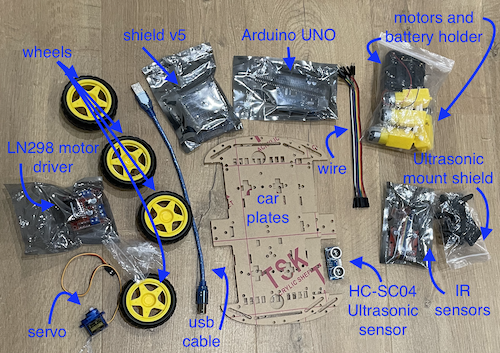 shield v5
Arduino UNO
motors and
battery holder
wheels
LN298 motor
driver
wire
Ultrasonic
mount shield
car
plates
TSK
servo
usb
cable
HC-SC04
Ultrasonic
sensor
IR
sensors